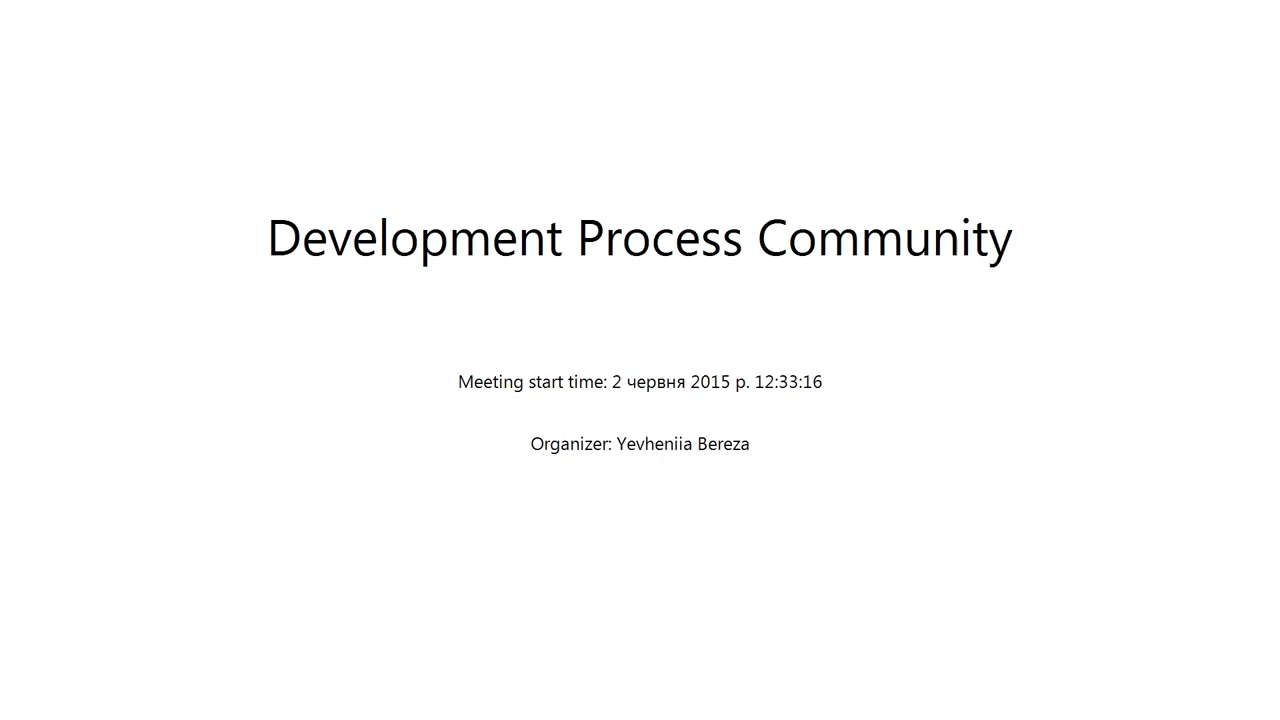 Development Process Community
Meeting start time: 2 червня 2015 р. 12:33:16
Organizer: Yevheniia Bereza